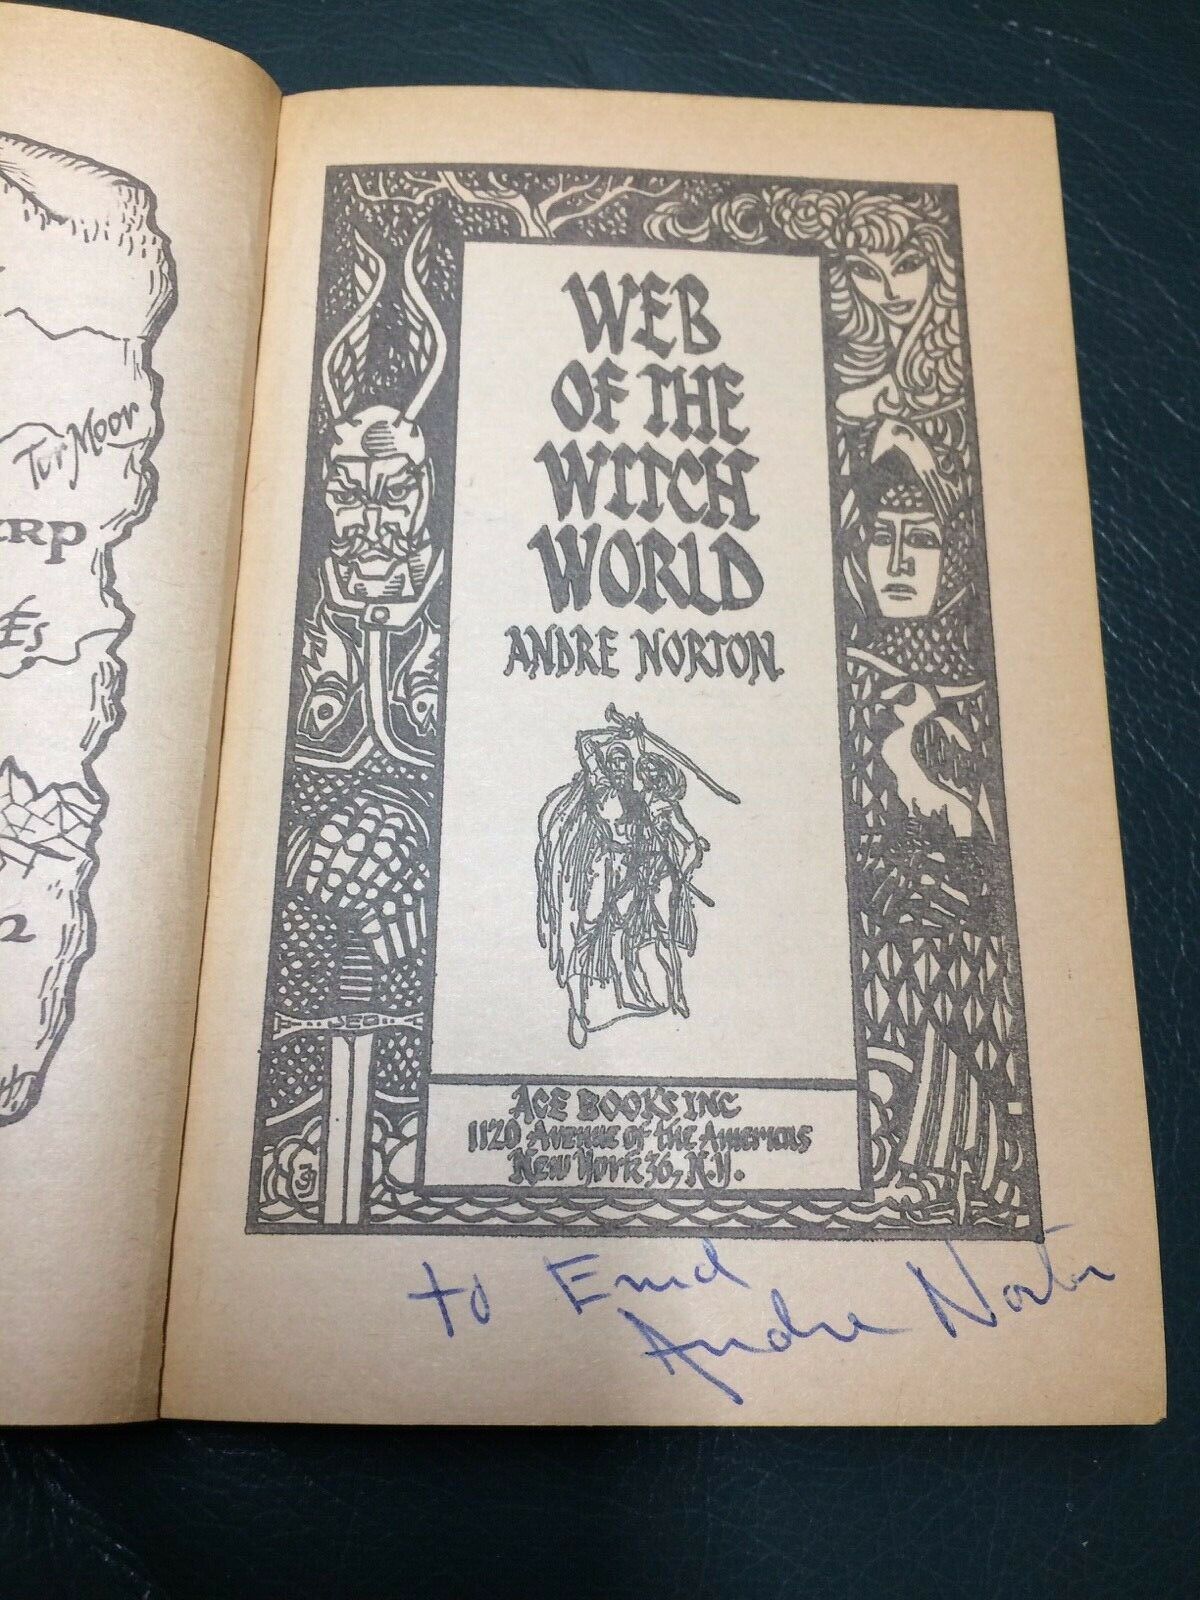 Tor Moor
WEB
OF THE
WITCH
WORLD
ANDRE NORTON
ACE BOOKS INC
1120 Avenue of the Americas
New York 36, N.Y.
to Enid
Andre Norton